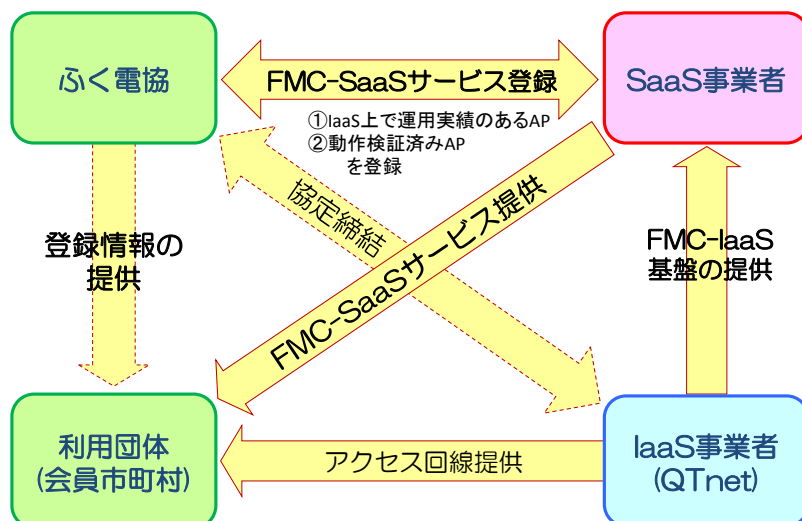 ふく電協
FMC-SaaSサービス登録
SaaS事業者
①IaaS上で運用実績のあるAP
②動作検証済みAP
を登録
協定締結
登録情報の
提供
FMC-SaaSサービス提供
FMC-IaaS
基盤の提供
利用団体
(会員市町村)
アクセス回線提供
IaaS事業者
(QTnet)